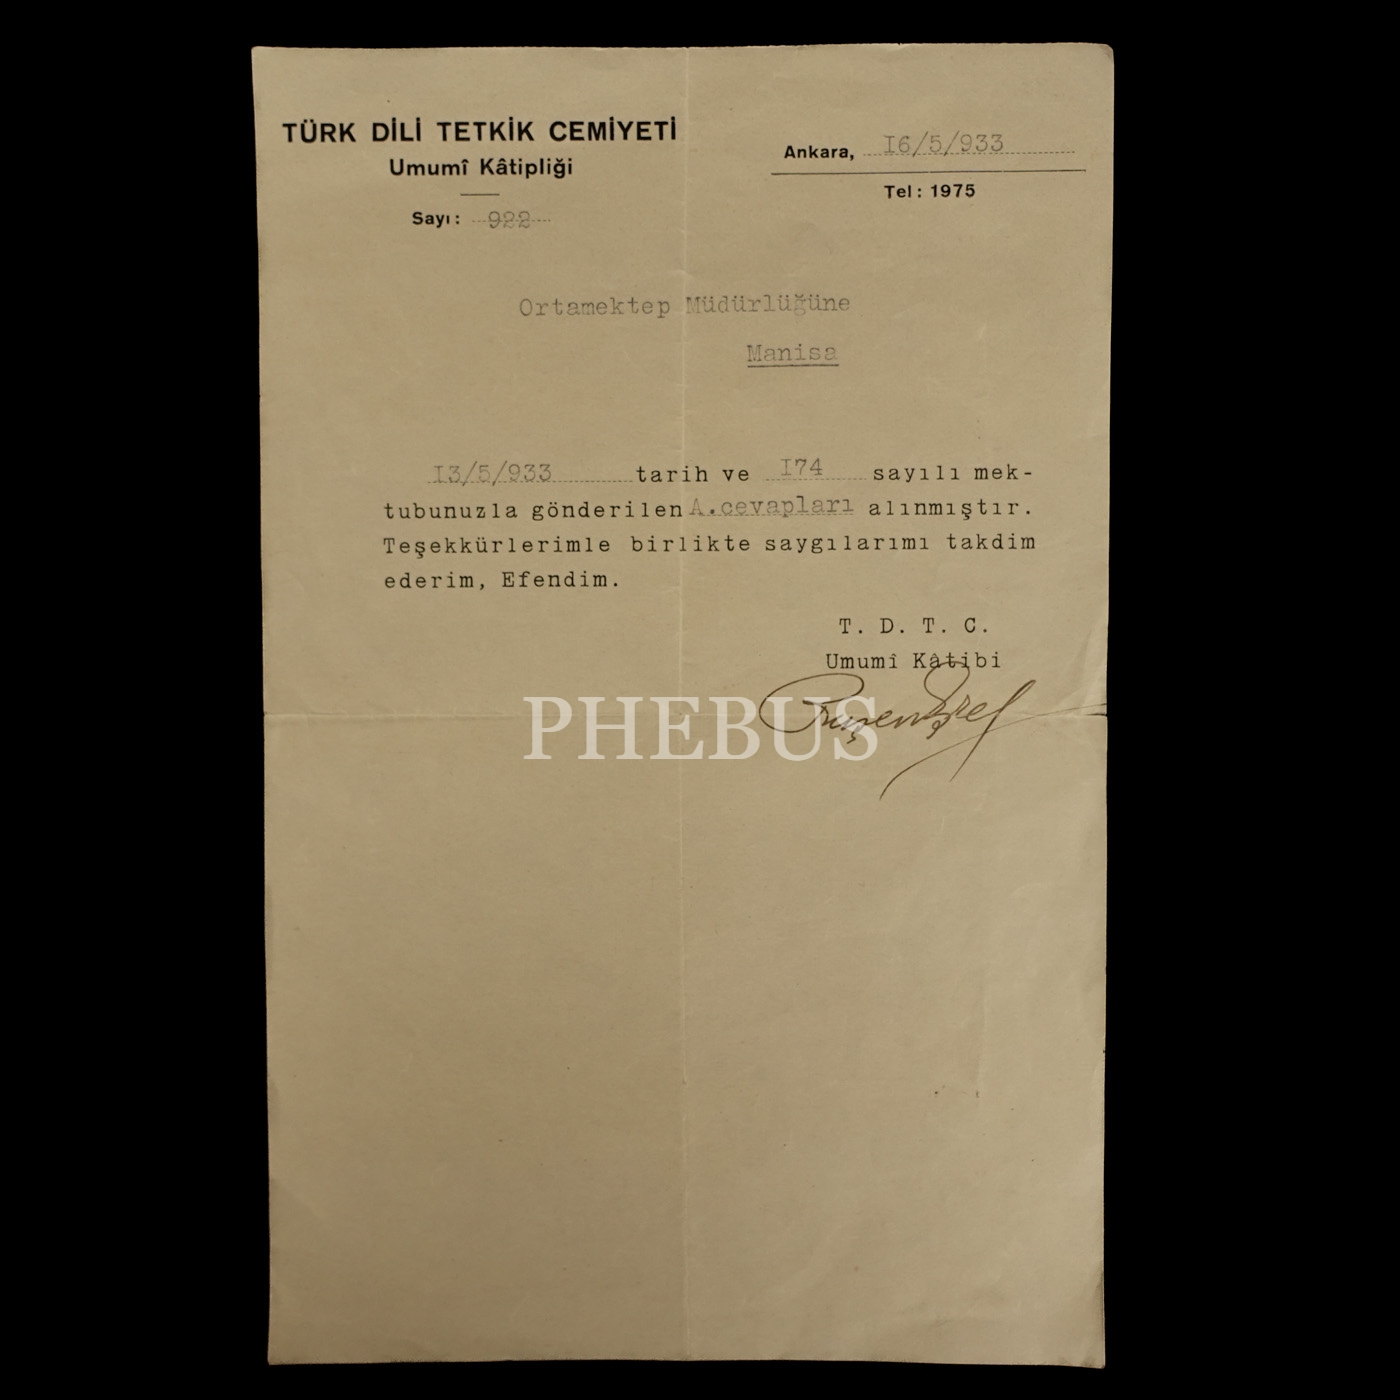 TÜRK DİLİ TETKİK CEMİYETİ
Umumî Kâtipliği
Sayı: 922
Ankara, I6/5/933
Tel: 1975
Ortamektep Müdürlüğüne
Manisa
I3/5/933 tarih ve I74 sayılı mek-
tubunuzla gönderilen A.cevapları alınmıştır.
Teşekkürlerimle birlikte saygılarımı takdim
ederim, Efendim.
T. D. T. C.
Umumî Kâtibi
Ruşen Eşref
PHEBUS